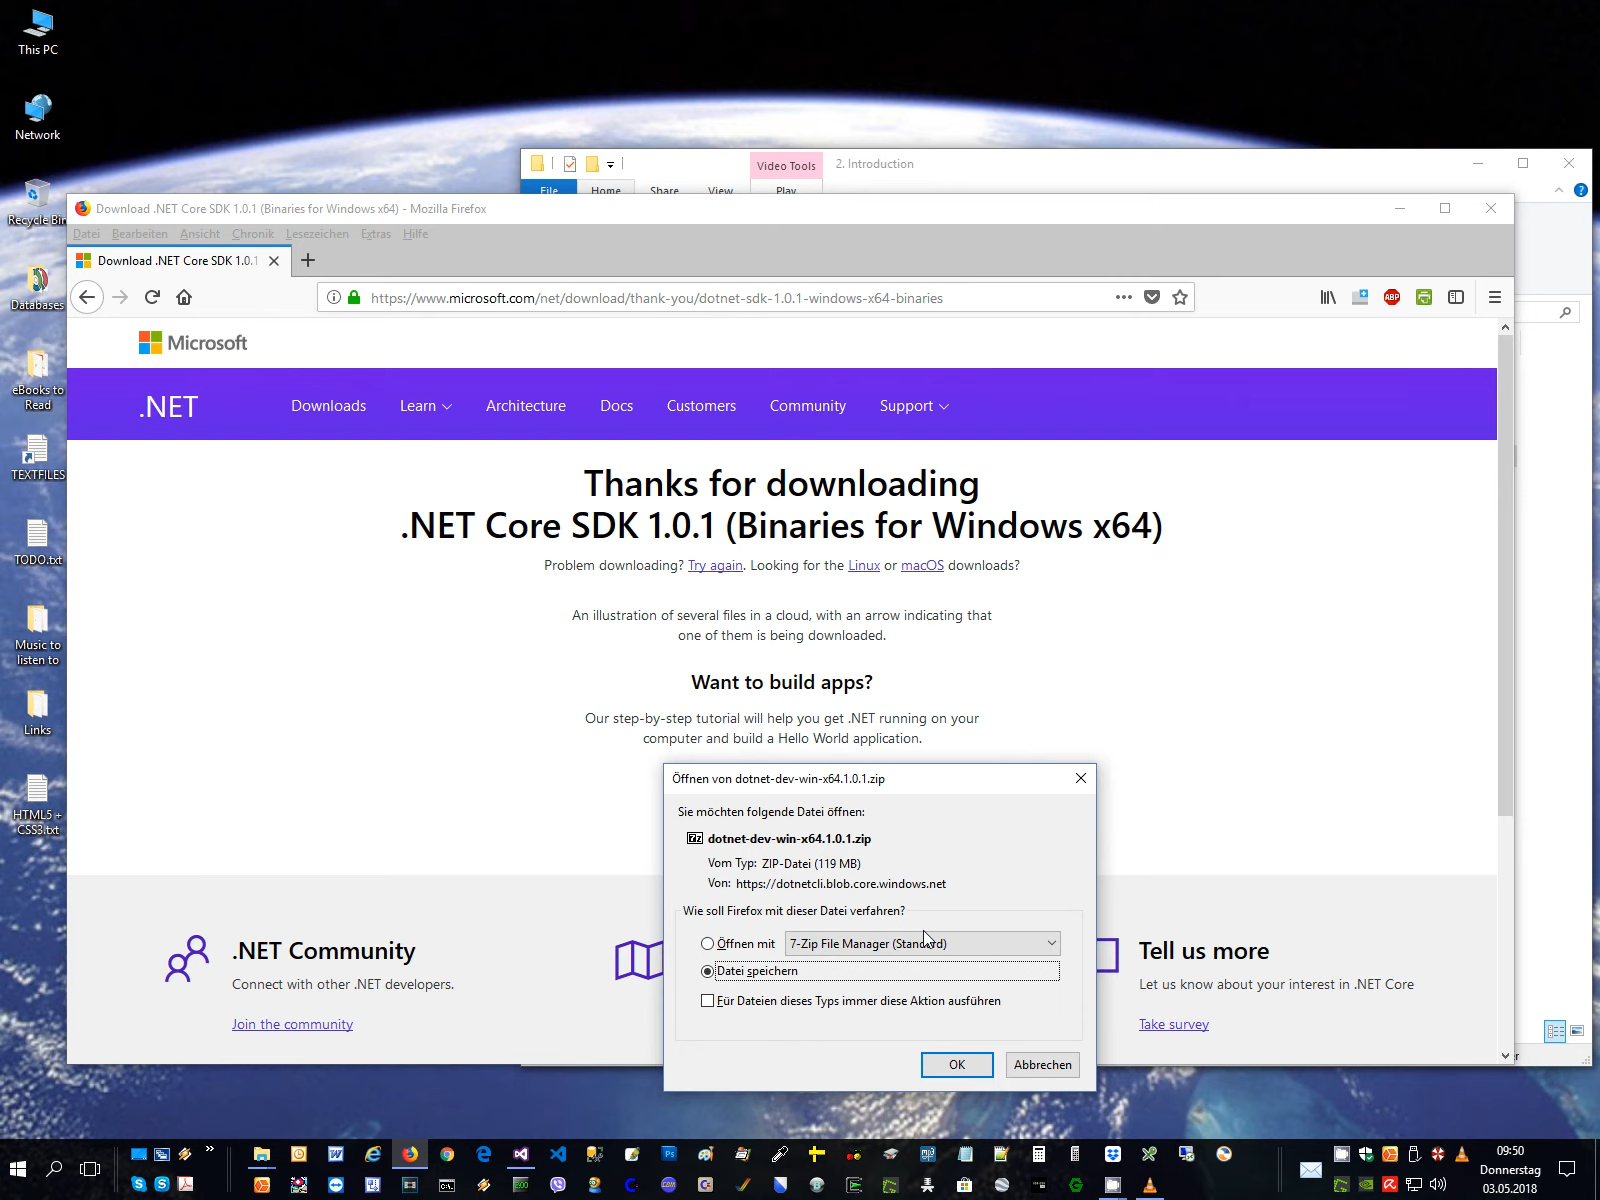 This PC
Network
Recycle Bin
Databases
eBooks to
Read
TEXTFILES
TODO.txt
Music to
listen to
Links
HTML5 +
CSS3.txt
Video Tools
2. Introduction
File
Home
Share
View
Play
Download .NET Core SDK 1.0.1 (Binaries for Windows x64) - Mozilla Firefox
Datei Bearbeiten Ansicht Chronik Lesezeichen Extras Hilfe
Download .NET Core SDK 1.0.1
https://www.microsoft.com/net/download/thank-you/dotnet-sdk-1.0.1-windows-x64-binaries
ABP
Microsoft
.NET
Downloads Learn Architecture Docs Customers Community Support
Thanks for downloading
.NET Core SDK 1.0.1 (Binaries for Windows x64)
Problem downloading? Try again. Looking for the Linux or macOS downloads?
An illustration of several files in a cloud, with an arrow indicating that
one of them is being downloaded.
Want to build apps?
Our step-by-step tutorial will help you get .NET running on your
computer and build a Hello World application.
Öffnen von dotnet-dev-win-x64.1.0.1.zip
Sie möchten folgende Datei öffnen:
dotnet-dev-win-x64.1.0.1.zip
Vom Typ: ZIP-Datei (119 MB)
Von: https://dotnetcli.blob.core.windows.net
Wie soll Firefox mit dieser Datei verfahren?
Öffnen mit
7-Zip File Manager (Standard)
Datei speichern
Für Dateien dieses Typs immer diese Aktion ausführen
OK
Abbrechen
.NET Community
Connect with other .NET developers.
Join the community
Tell us more
Let us know about your interest in .NET Core
Take survey
09:50
Donnerstag
03.05.2018